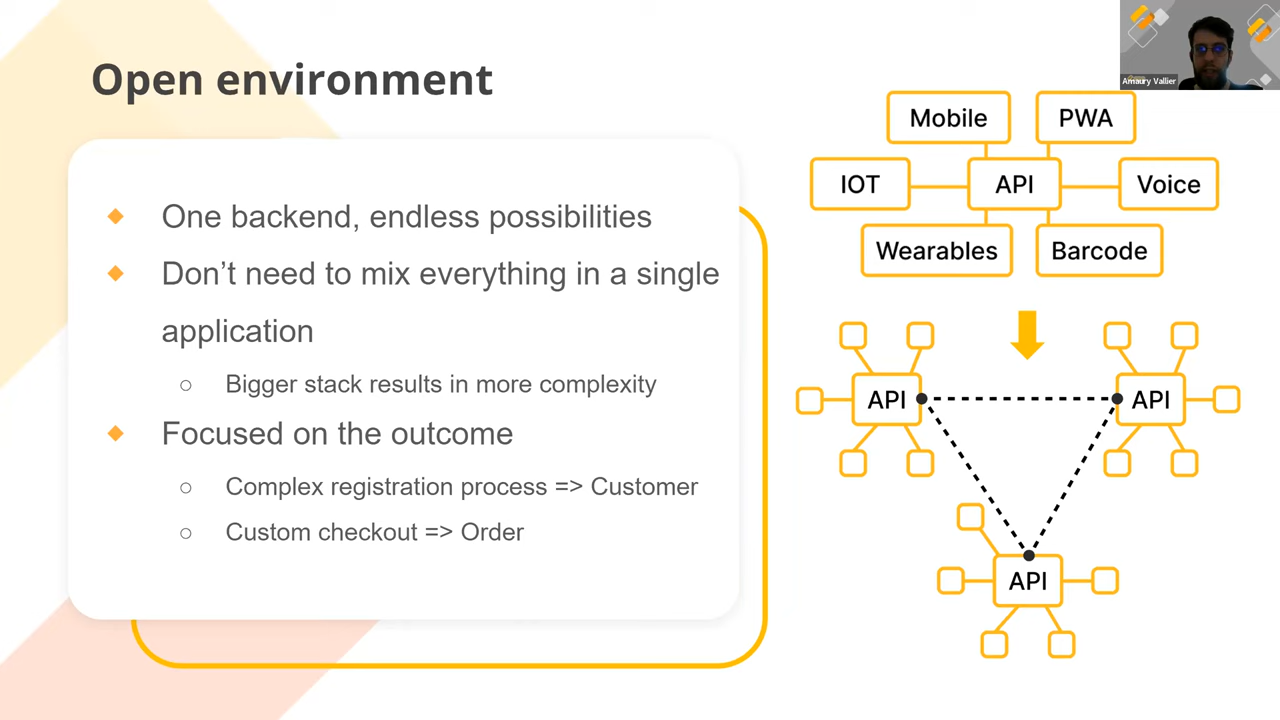 Open environment
One backend, endless possibilities
Don’t need to mix everything in a single
application
Bigger stack results in more complexity
Focused on the outcome
Complex registration process => Customer
Custom checkout => Order
Amaury Vallier
Mobile
PWA
IOT
API
Voice
Wearables
Barcode
API
API
API